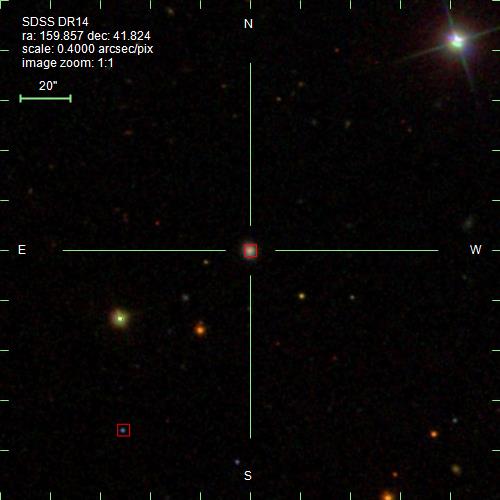 SDSS DR14
ra: 159.857 dec: 41.824
scale: 0.4000 arcsec/pix
image zoom: 1:1
20"
N
E
W
S